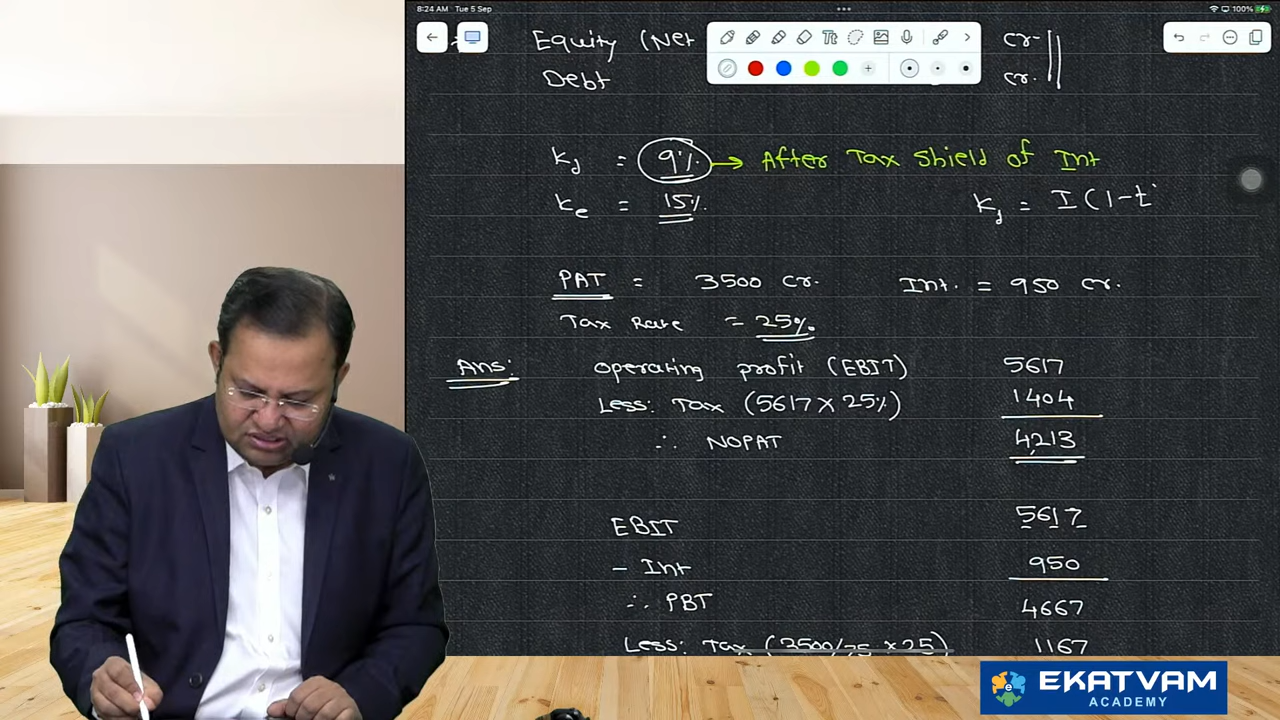 8:24 AM Tue 5 Sep
100%
Equity (Net cr.
Debt cr.
Kd = 9% → After Tax Shield of Int
Ke = 15%. Kd = I (1-t
PAT = 3500 Cr. Int. = 950 cr.
Tax Rate = 25%.
Ans: operating profit (EBIT) 5617
Less: Tax (5617 X 25%) 1404
∴ NOPAT 4213
EBIT 5617
- Int 950
∴ PBT 4667
Less: Tax (3500/75 X 25) 1167
EKATVAM
ACADEMY